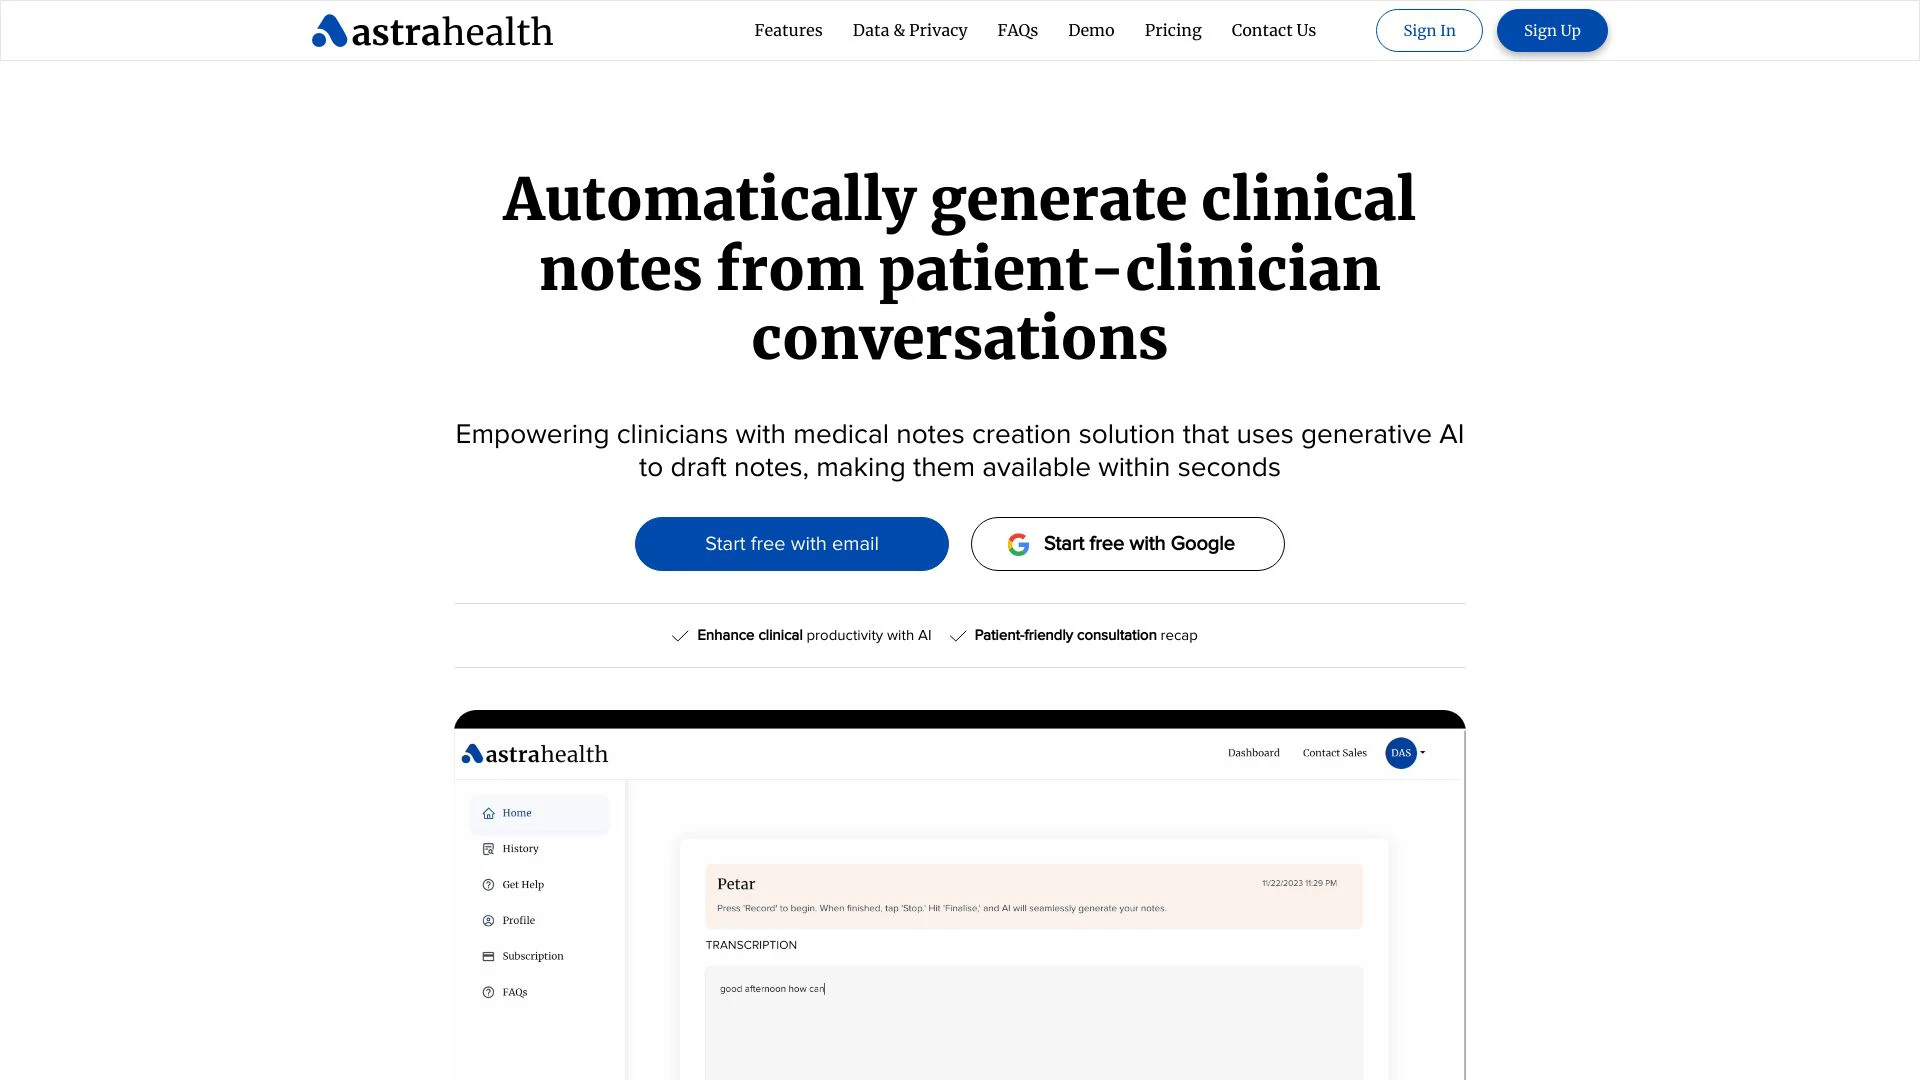 astrahealth
Features Data & Privacy FAQs Demo Pricing Contact Us Sign In Sign Up
Automatically generate clinical
notes from patient-clinician
conversations
Empowering clinicians with medical notes creation solution that uses generative AI
to draft notes, making them available within seconds
Start free with email
Start free with Google
Enhance clinical productivity with AI
Patient-friendly consultation recap
astrahealth
Dashboard Contact Sales DAS
Home
History
Get Help
Profile
Subscription
FAQs
Petar
11/22/2023 11:29 PM
Press 'Record' to begin. When finished, tap 'Stop.' Hit 'Finalise,' and AI will seamlessly generate your notes.
TRANSCRIPTION
good afternoon how can